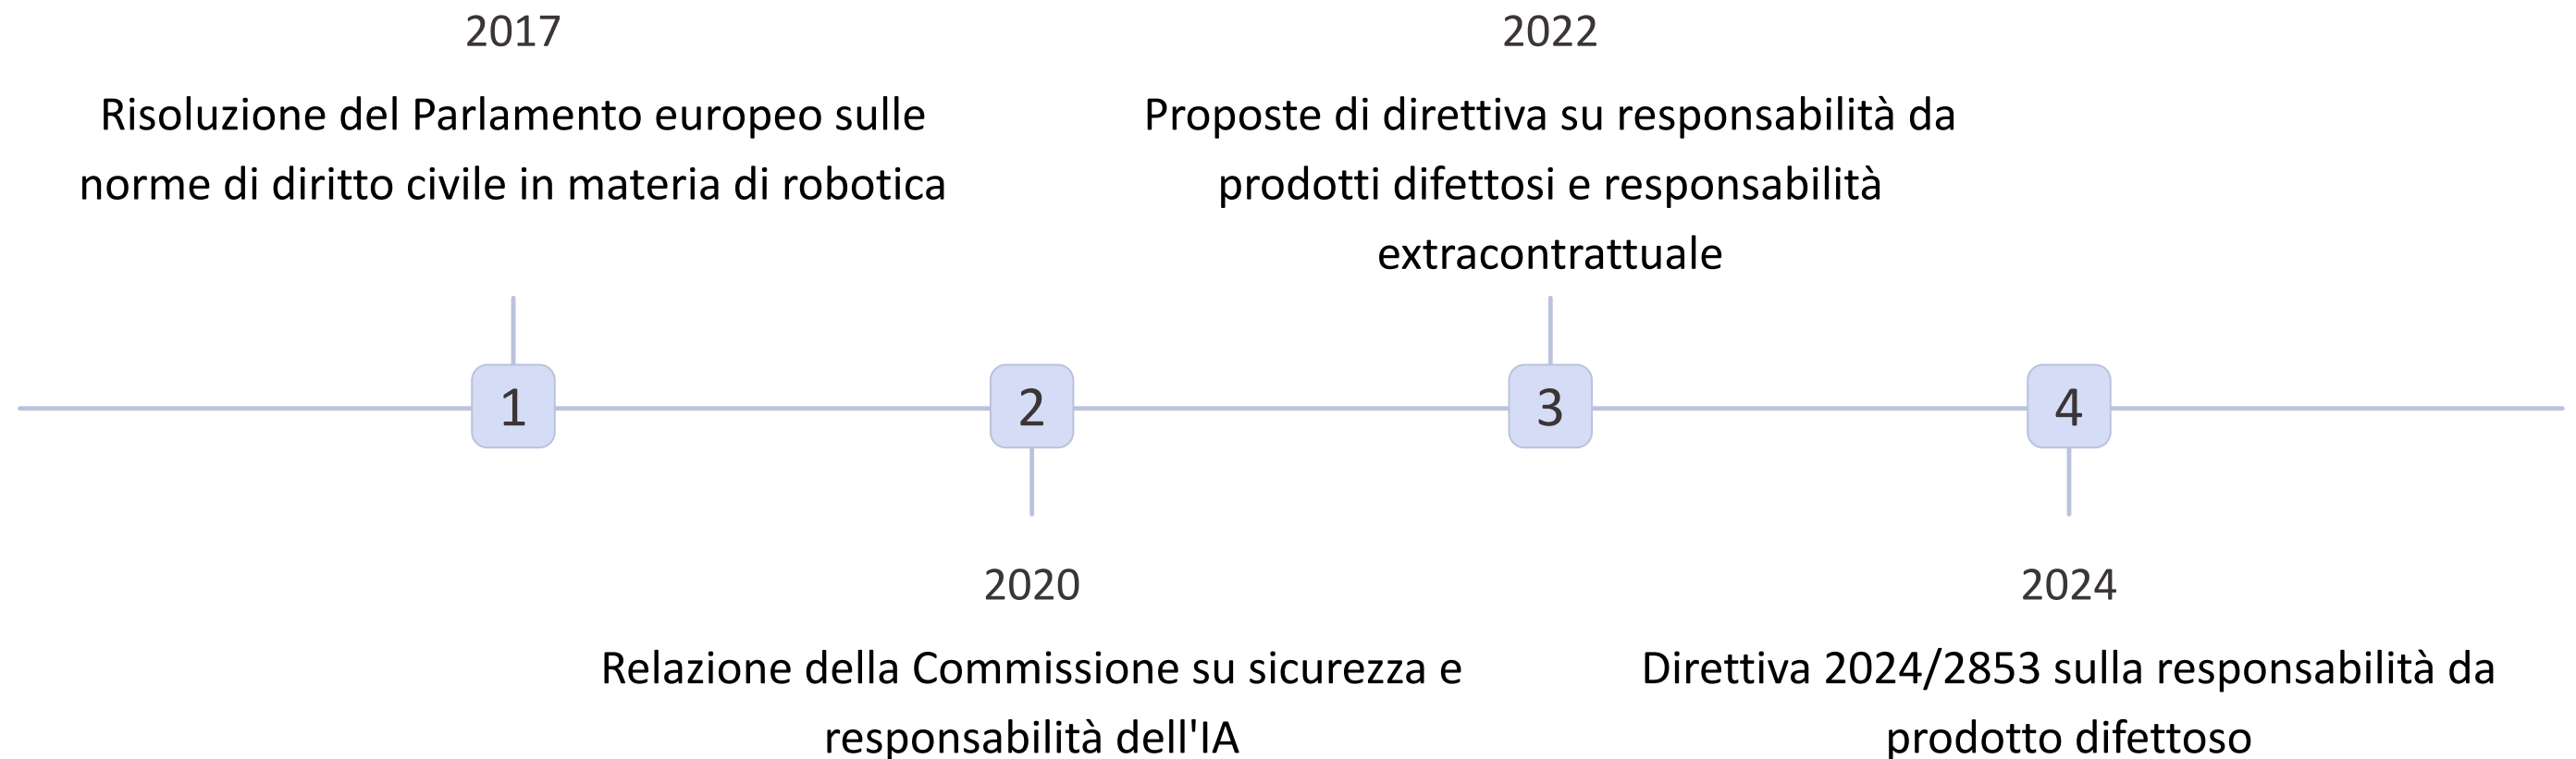 2017
Risoluzione del Parlamento europeo sulle
norme di diritto civile in materia di robotica
2022
Proposte di direttiva su responsabilità da
prodotti difettosi e responsabilità
extracontrattuale
1
2
3
4
2020
Relazione della Commissione su sicurezza e
responsabilità dell'IA
2024
Direttiva 2024/2853 sulla responsabilità da
prodotto difettoso